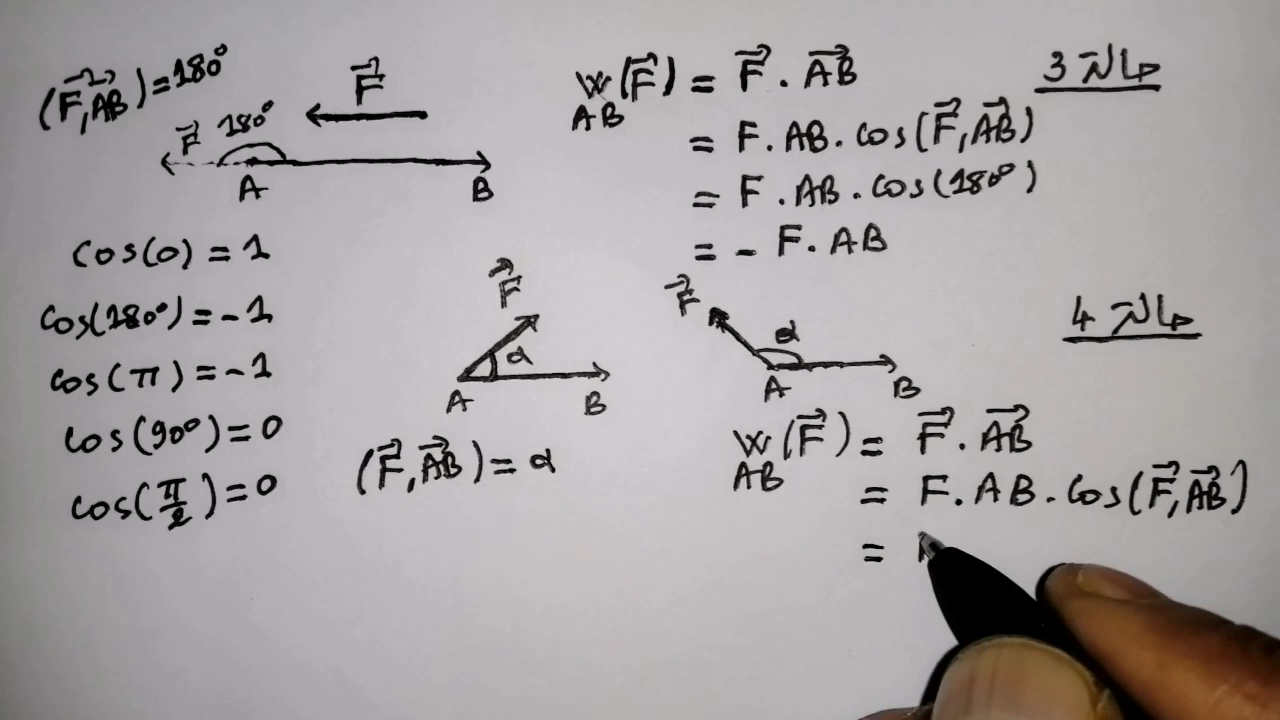 (F⃗, AB⃗) = 180°
F⃗
F⃗ 180°
A B
حالة 3
W(F⃗) = F⃗ . AB⃗
AB
= F . AB . cos(F⃗, AB⃗)
= F . AB . cos(180°)
= - F . AB
cos(0) = 1
cos(180°) = -1
cos(π) = -1
cos(90°) = 0
cos(π/2) = 0
F⃗
α
A B
(F⃗, AB⃗) = α
حالة 4
F⃗
α
A B
W(F⃗) = F⃗ . AB⃗
AB
= F . AB . cos(F⃗, AB⃗)
=